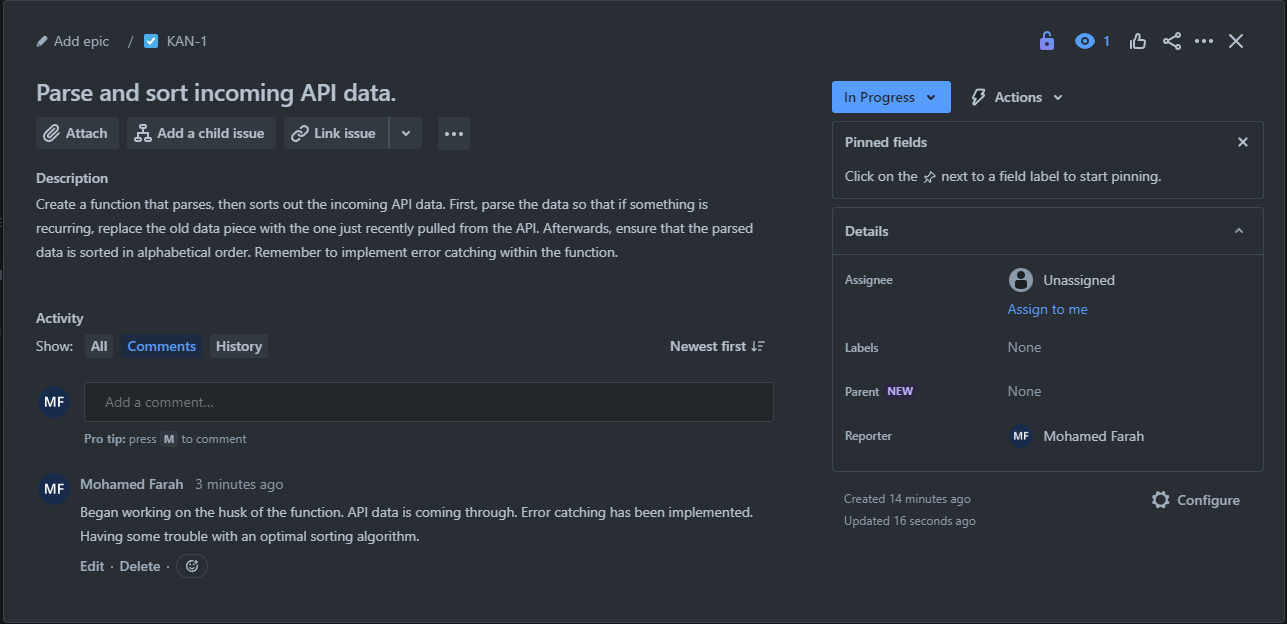 Add epic / KAN-1
1
Parse and sort incoming API data.
Attach Add a child issue Link issue
Description
Create a function that parses, then sorts out the incoming API data. First, parse the data so that if something is
recurring, replace the old data piece with the one just recently pulled from the API. Afterwards, ensure that the parsed
data is sorted in alphabetical order. Remember to implement error catching within the function.
Activity
Show: All Comments History Newest first
MF Add a comment...
Pro tip: press M to comment
MF Mohamed Farah 3 minutes ago
Began working on the husk of the function. API data is coming through. Error catching has been implemented.
Having some trouble with an optimal sorting algorithm.
Edit · Delete ·
In Progress Actions
Pinned fields
Click on the next to a field label to start pinning.
Details
Assignee Unassigned
Assign to me
Labels None
Parent NEW None
Reporter MF Mohamed Farah
Created 14 minutes ago Configure
Updated 16 seconds ago